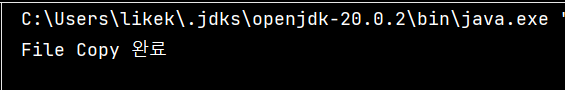 C:\Users\likek\.jdks\openjdk-20.0.2\bin\java.exe "
File Copy 완료